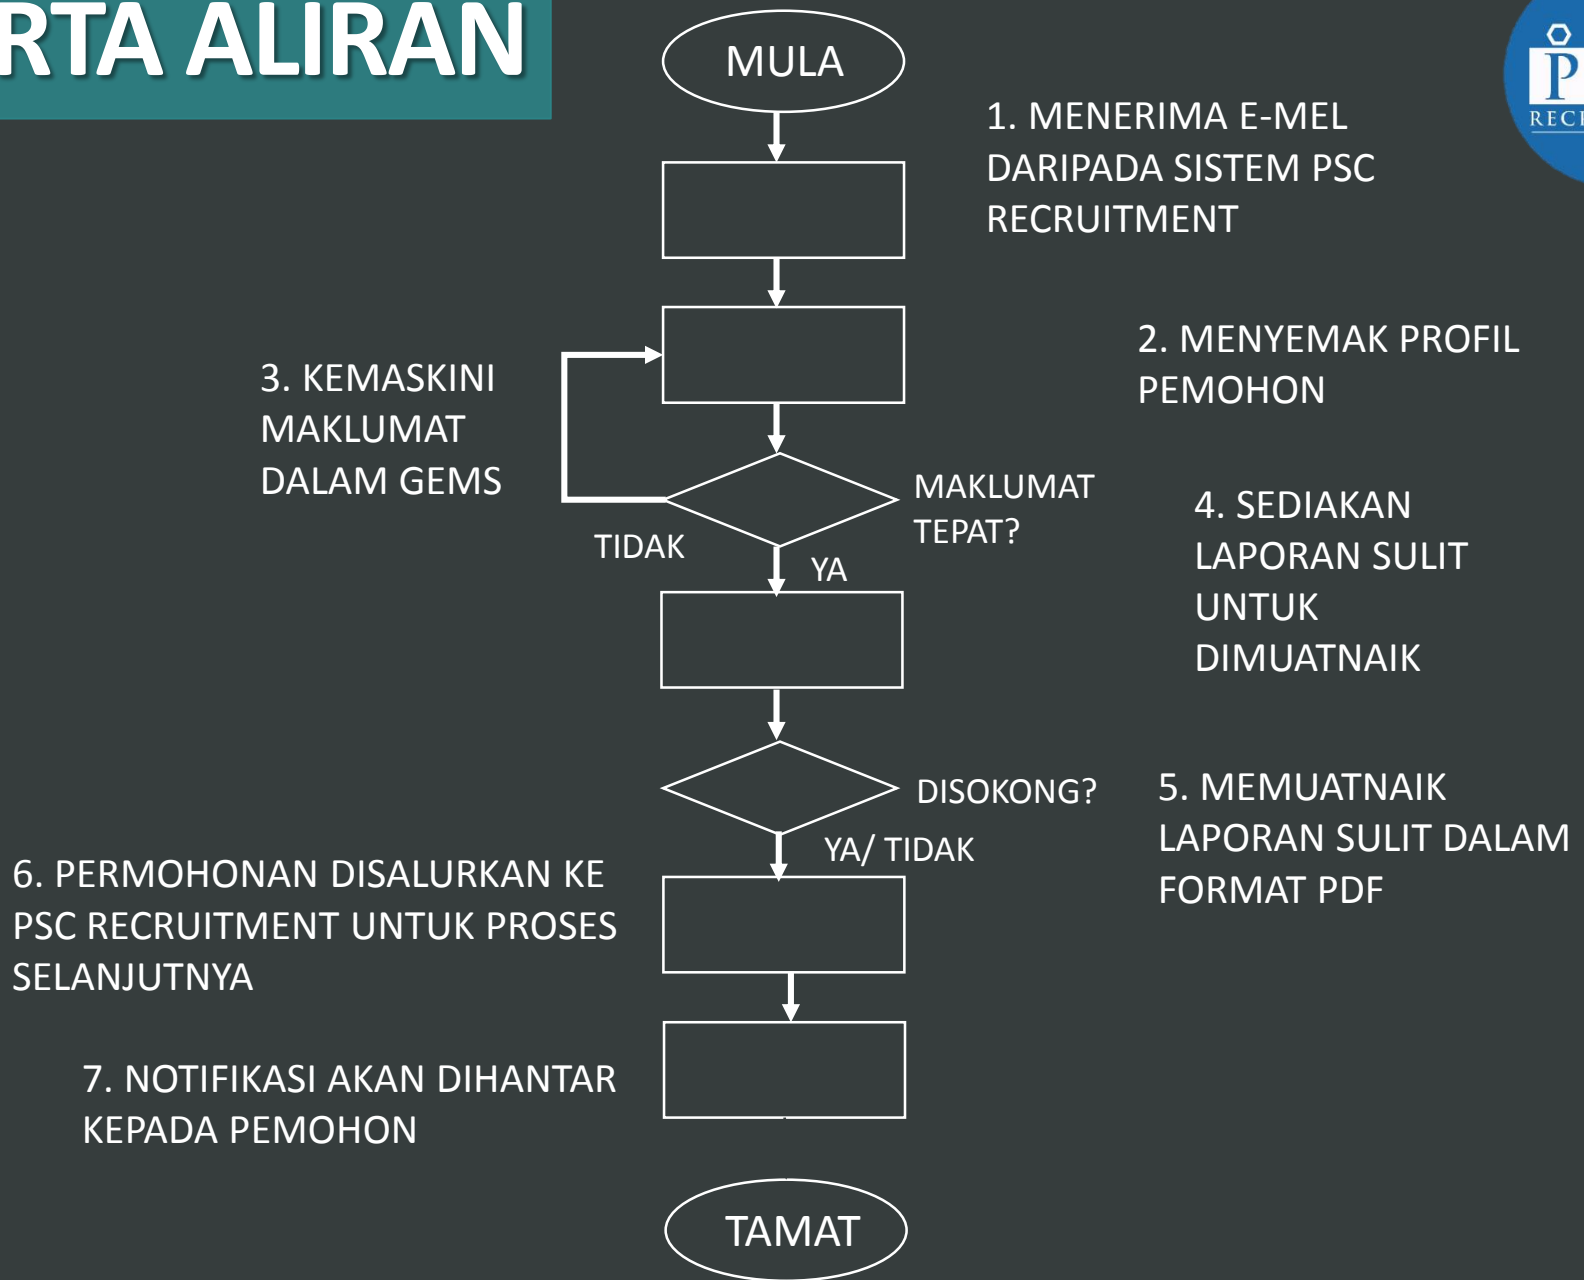 RTA ALIRAN
MULA
1. MENERIMA E-MEL
DARIPADA SISTEM PSC
RECRUITMENT
2. MENYEMAK PROFIL
PEMOHON
3. KEMASKINI
MAKLUMAT
DALAM GEMS
MAKLUMAT
TEPAT?
TIDAK
YA
4. SEDIAKAN
LAPORAN SULIT
UNTUK
DIMUATNAIK
DISOKONG?
YA/ TIDAK
5. MEMUATNAIK
LAPORAN SULIT DALAM
FORMAT PDF
6. PERMOHONAN DISALURKAN KE
PSC RECRUITMENT UNTUK PROSES
SELANJUTNYA
7. NOTIFIKASI AKAN DIHANTAR
KEPADA PEMOHON
TAMAT